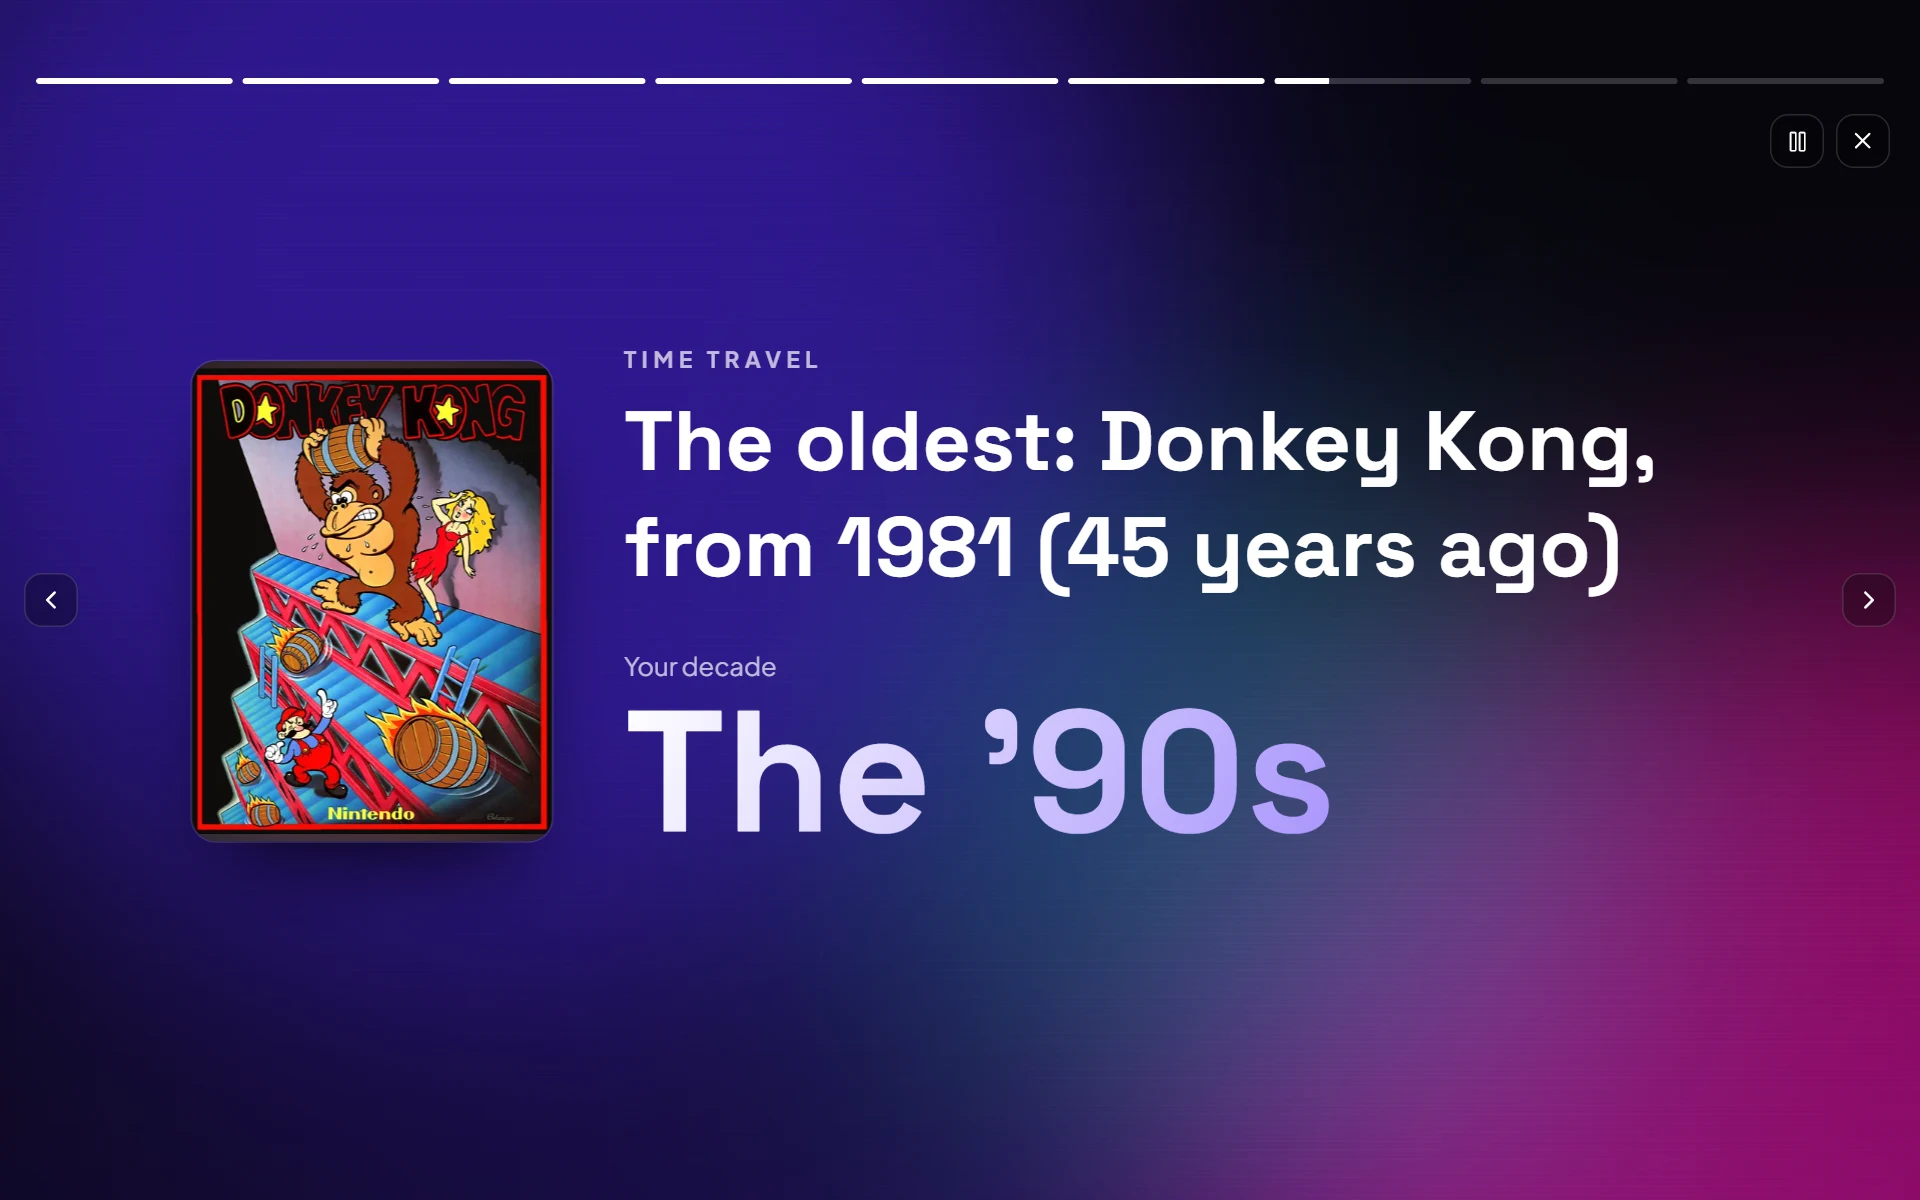 TIME TRAVEL
The oldest: Donkey Kong,
from 1981 (45 years ago)
Your decade
The ’90s
DONKEY KONG
Nintendo